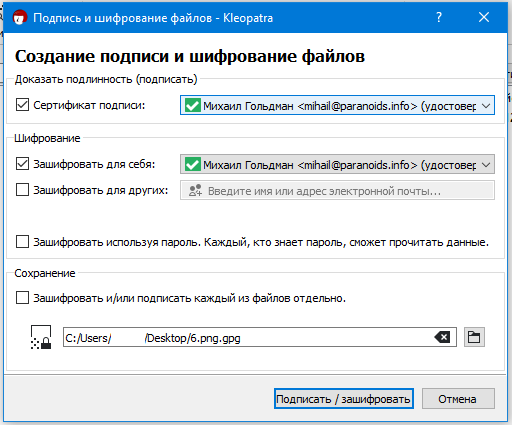 Подпись и шифрование файлов - Kleopatra
Создание подписи и шифрование файлов
Доказать подлинность (подписать)
Сертификат подписи: Михаил Гольдман <mihail@paranoids.info> (удостовер
Шифрование
Зашифровать для себя: Михаил Гольдман <mihail@paranoids.info> (удостовер
Зашифровать для других: Введите имя или адрес электронной почты...
Зашифровать используя пароль. Каждый, кто знает пароль, сможет прочитать данные.
Сохранение
Зашифровать и/или подписать каждый из файлов отдельно.
C:/Users/ /Desktop/6.png.gpg
Подписать / зашифровать Отмена